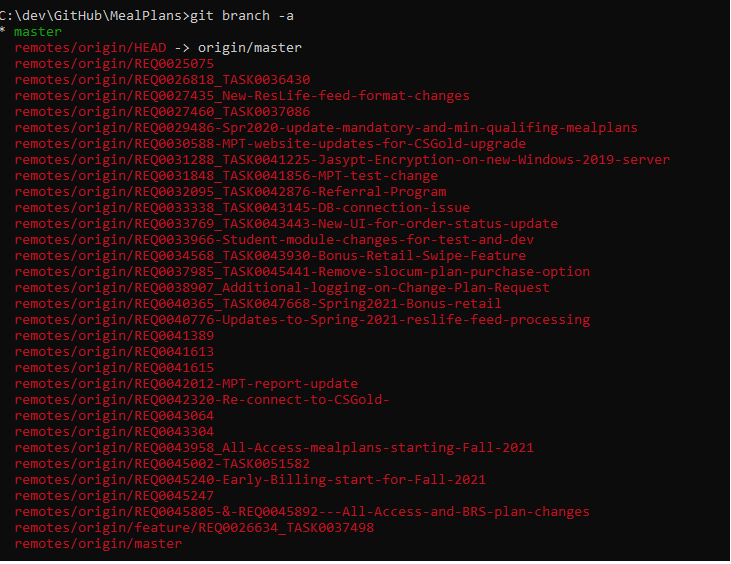 C:\dev\GitHub\MealPlans>git branch -a
* master
remotes/origin/HEAD -> origin/master
remotes/origin/REQ0025075
remotes/origin/REQ0026818_TASK0036430
remotes/origin/REQ0027435_New-ResLife-feed-format-changes
remotes/origin/REQ0027460_TASK0037086
remotes/origin/REQ0029486-Spr2020-update-mandatory-and-min-qualifing-mealplans
remotes/origin/REQ0030588-MPT-website-updates-for-CSGold-upgrade
remotes/origin/REQ0031288_TASK0041225-Jasypt-Encryption-on-new-Windows-2019-server
remotes/origin/REQ0031848_TASK0041856-MPT-test-change
remotes/origin/REQ0032095_TASK0042876-Referral-Program
remotes/origin/REQ0033338_TASK0043145-DB-connection-issue
remotes/origin/REQ0033769_TASK0043443-New-UI-for-order-status-update
remotes/origin/REQ0033966-Student-module-changes-for-test-and-dev
remotes/origin/REQ0034568_TASK0043930-Bonus-Retail-Swipe-Feature
remotes/origin/REQ0037985_TASK0045441-Remove-slocum-plan-purchase-option
remotes/origin/REQ0038907_Additional-logging-on-Change-Plan-Request
remotes/origin/REQ0040365_TASK0047668-Spring2021-Bonus-retail
remotes/origin/REQ0040776-Updates-to-Spring-2021-reslife-feed-processing
remotes/origin/REQ0041389
remotes/origin/REQ0041613
remotes/origin/REQ0041615
remotes/origin/REQ0042012-MPT-report-update
remotes/origin/REQ0042320-Re-connect-to-CSGold-
remotes/origin/REQ0043064
remotes/origin/REQ0043304
remotes/origin/REQ0043958_All-Access-mealplans-starting-Fall-2021
remotes/origin/REQ0045002-TASK0051582
remotes/origin/REQ0045240-Early-Billing-start-for-Fall-2021
remotes/origin/REQ0045247
remotes/origin/REQ0045805-&-REQ0045892---All-Access-and-BRS-plan-changes
remotes/origin/feature/REQ0026634_TASK0037498
remotes/origin/master